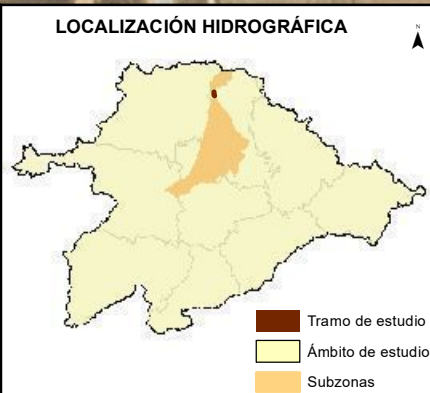 LOCALIZACIÓN HIDROGRÁFICA
N
Tramo de estudio
Ámbito de estudio
Subzonas